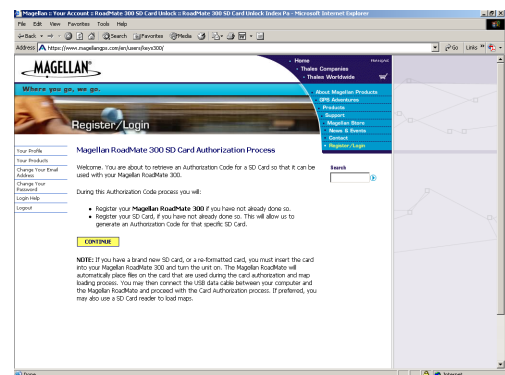 Magellan :: Your Account :: RoadMate 300 SD Card Unlock :: RoadMate 300 SD Card Unlock Index Pa - Microsoft Internet Explorer
File Edit View Favorites Tools Help
Back Search Favorites Media
Address https://www.magellangps.com/en/users/keys300/ Go Links »
MAGELLAN®
Home
Thales Companies
Thales Worldwide
Where you go, we go.
About Magellan Products
GPS Adventures
Products
Support
Magellan Store
News & Events
Contact
Register/Login
Register/Login
Your Profile
Your Products
Change Your Email Address
Change Your Password
Login Help
Logout
Magellan RoadMate 300 SD Card Authorization Process
Welcome. You are about to retrieve an Authorization Code for a SD Card so that it can be
used with your Magellan RoadMate 300.
During this Authorization Code process you will:
• Register your Magellan RoadMate 300 if you have not already done so.
• Register your SD Card, if you have not already done so. This will allow us to
generate an Authorization Code for that specific SD Card.
CONTINUE
NOTE: If you have a brand new SD card, or a re-formatted card, you must insert the card
into your Magellan RoadMate 300 and turn the unit on. The Magellan RoadMate will
automatically place files on the card that are used during the card authorization and map
loading process. You may then connect the USB data cable between your computer and
the Magellan RoadMate and proceed with the Card Authorization process. If preferred, you
may also use a SD Card reader to load maps.
Search
Done
Internet